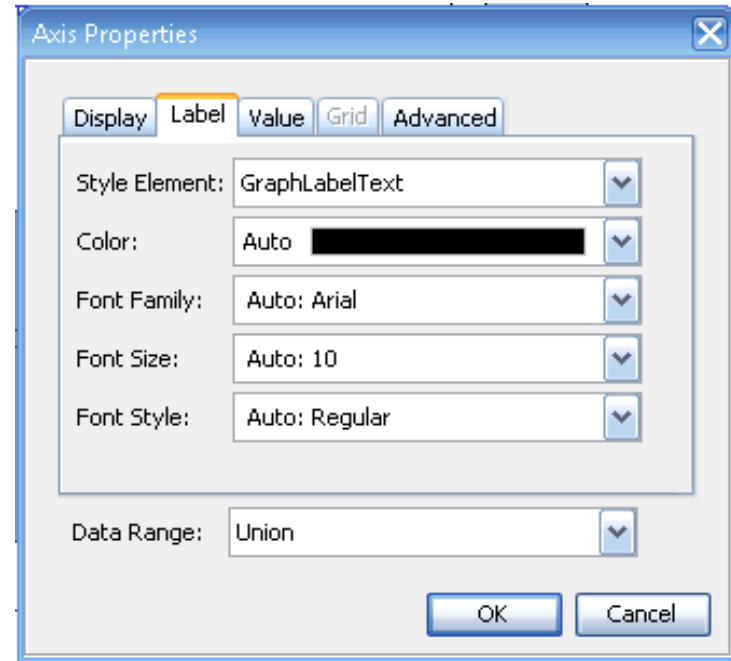 Axis Properties
Display Label Value Grid Advanced
Style Element: GraphLabelText
Color: Auto
Font Family: Auto: Arial
Font Size: Auto: 10
Font Style: Auto: Regular
Data Range: Union
OK Cancel